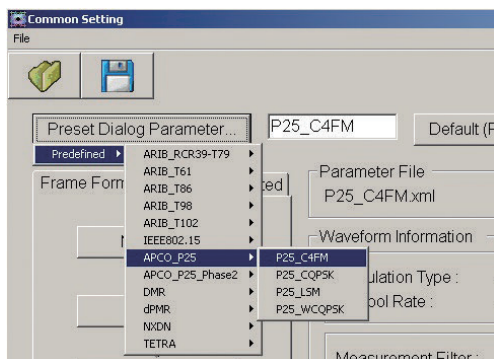 Common Setting
File
Preset Dialog Parameter...
P25_C4FM
Default (P
Predefined
ARIB_RCR39-T79
ARIB_T61
ARIB_T86
ARIB_T98
ARIB_T102
IEEE802.15
APCO_P25
APCO_P25_Phase2
DMR
dPMR
NXDN
TETRA
P25_C4FM
P25_CQPSK
P25_LSM
P25_WCQPSK
Frame Form
ted
Parameter File
P25_C4FM.xml
Waveform Information
ulation Type :
ool Rate :
Measurement Filter :